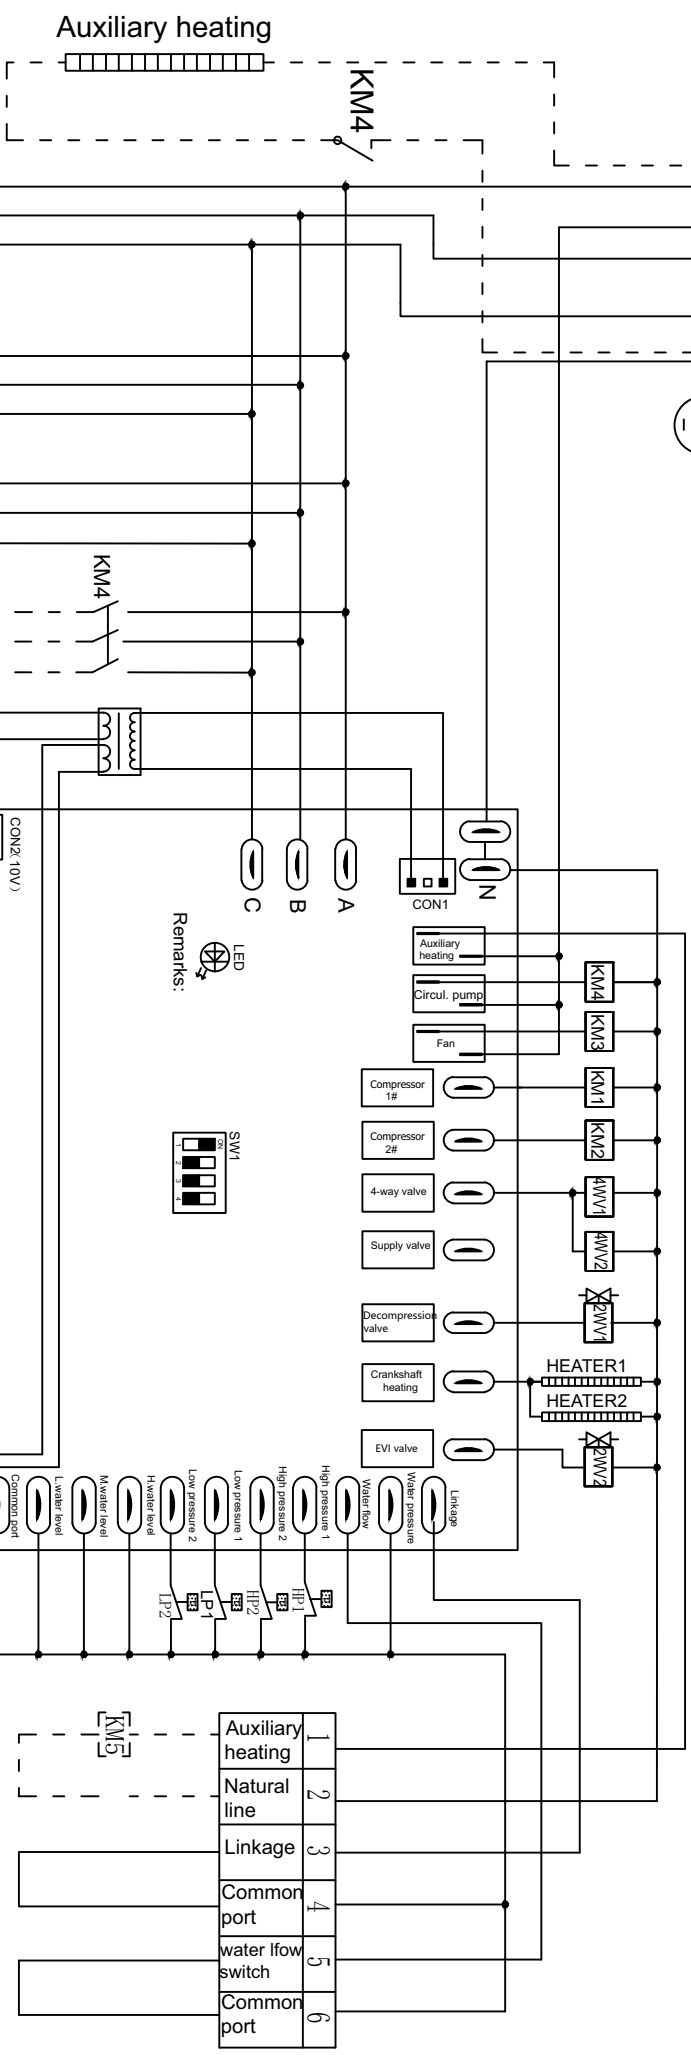 Auxiliary heating
KM4
KM4
CON2(10V)
C
B
A
CON1
N
LED
Remarks:
Auxiliary
heating
Circul. pump
Fan
KM4
KM3
Compressor
1#
KM1
Compressor
2#
KM2
SW1
ON
1
2
3
4
4-way valve
4WV1
Supply valve
4WV2
Decompression
valve
2WV1
Crankshaft
heating
HEATER1
HEATER2
EVI valve
2WV2
Common port
L.water level
M.water level
H.water level
Low pressure 2
Low pressure 1
High pressure 2
High pressure 1
Water flow
Water pressure
Linkage
LP2
LP1
HP2
HP1
KM5
Auxiliary
heating
1
Natural
line
2
Linkage
3
Common
port
4
water lfow
switch
5
Common
port
6